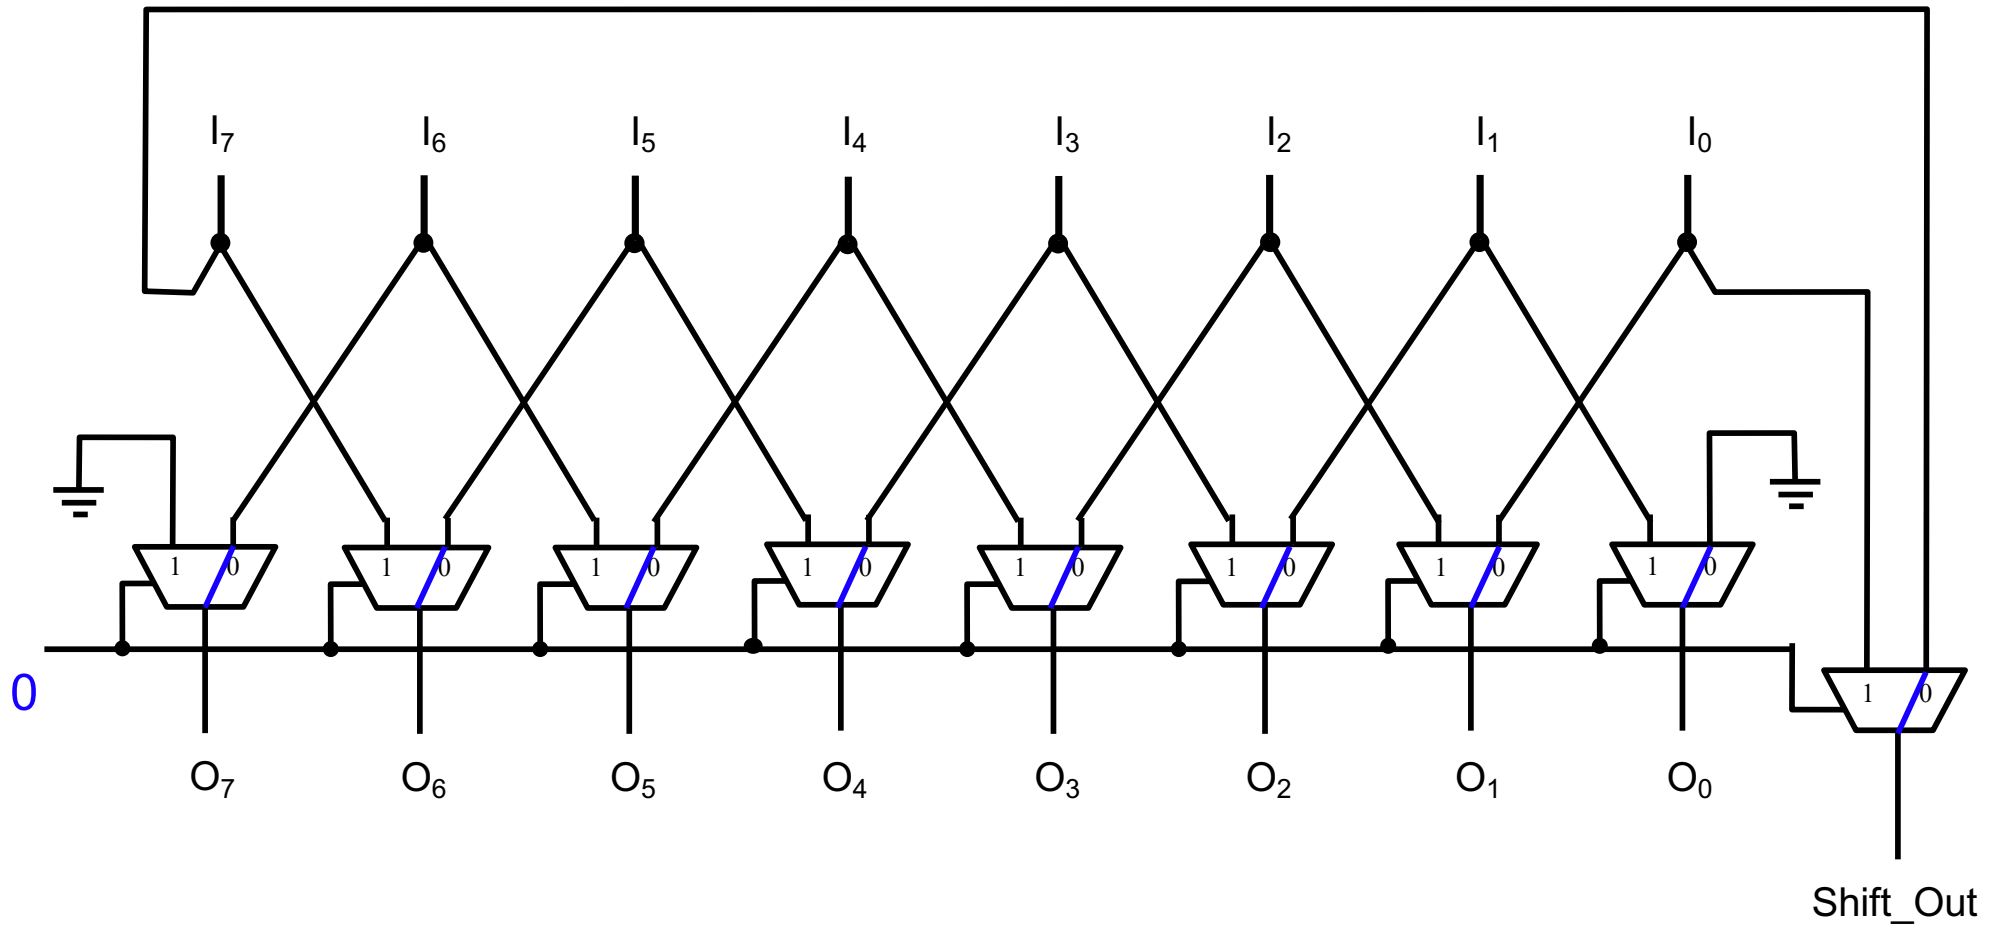 I7 I6 I5 I4 I3 I2 I1 I0
1 0 1 0 1 0 1 0 1 0 1 0 1 0 1 0
0
1 0
O7 O6 O5 O4 O3 O2 O1 O0
Shift_Out